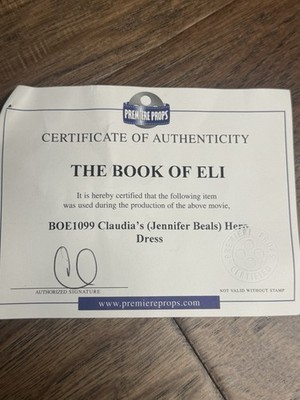 PREMIERE PROPS
CERTIFICATE OF AUTHENTICITY
THE BOOK OF ELI
It is hereby certified that the following item
was used during the production of the above movie,
BOE1099 Claudia's (Jennifer Beals) Hero
Dress
AUTHORIZED SIGNATURE
NOT VALID WITHOUT STAMP
www.premiereprops.com